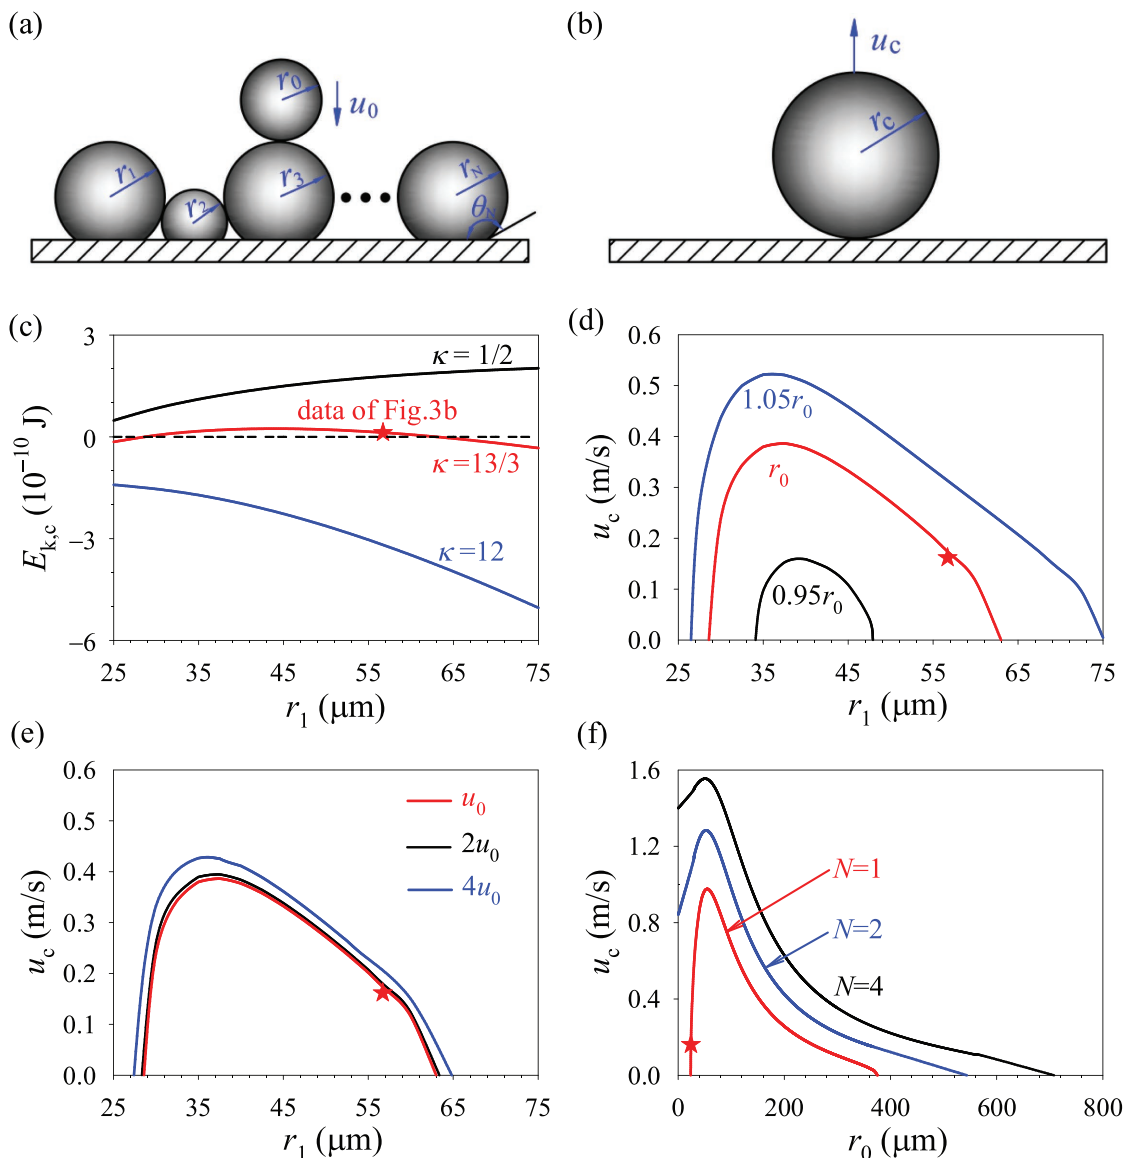 (a)
r0
u0
r1
r2
r3
rN
θN
(b)
uc
rc
(c)
3
0
−3
−6
25
35
45
55
65
75
Ek,c (10−10 J)
r1 (μm)
κ = 1/2
data of Fig.3b
κ =13/3
κ =12
(d)
0.6
0.5
0.4
0.3
0.2
0.1
0.0
25
35
45
55
65
75
uc (m/s)
r1 (μm)
1.05r0
r0
0.95r0
(e)
0.6
0.5
0.4
0.3
0.2
0.1
0.0
25
35
45
55
65
75
uc (m/s)
r1 (μm)
u0
2u0
4u0
(f)
1.6
1.2
0.8
0.4
0.0
0
200
400
600
800
uc (m/s)
r0 (μm)
N=1
N=2
N=4